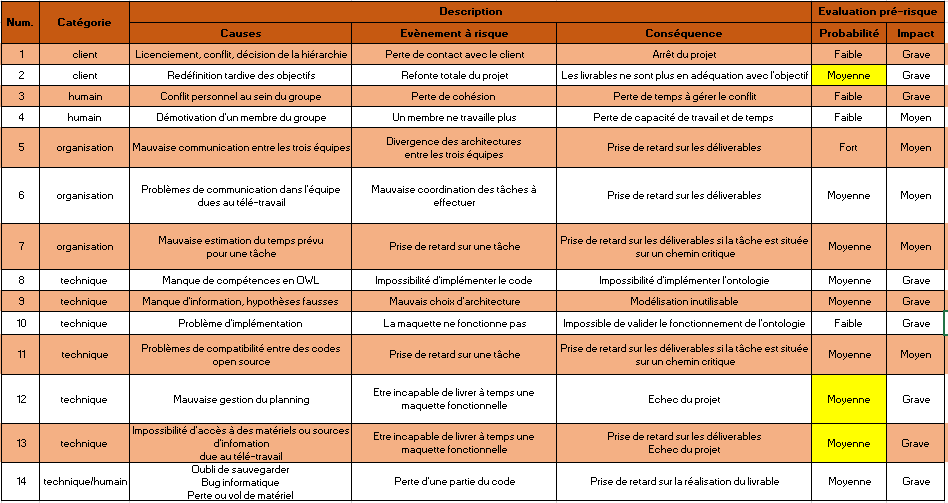 Num. Catégorie Description Evaluation pré-risque
Causes Evènement à risque Conséquence Probabilité Impact
1 client Licenciement, conflit, décision de la hiérarchie Perte de contact avec le client Arrêt du projet Faible Grave
2 client Redéfinition tardive des objectifs Refonte totale du projet Les livrables ne sont plus en adéquation avec l'objectif Moyenne Grave
3 humain Conflit personnel au sein du groupe Perte de cohésion Perte de temps à gérer le conflit Faible Grave
4 humain Démotivation d'un membre du groupe Un membre ne travaille plus Perte de capacité de travail et de temps Faible Moyen
5 organisation Mauvaise communication entre les trois équipes Divergence des architectures
entre les trois équipes Prise de retard sur les déliverables Fort Moyen
6 organisation Problèmes de communication dans l'équipe
dues au télé-travail Mauvaise coordination des tâches à
effectuer Prise de retard sur les déliverables Moyenne Moyen
7 organisation Mauvaise estimation du temps prévu
pour une tâche Prise de retard sur une tâche Prise de retard sur les déliverables si la tâche est située
sur un chemin critique Moyenne Moyen
8 technique Manque de compétences en OWL Impossibilité d'implémenter le code Impossibilité d'implémenter l'ontologie Moyenne Grave
9 technique Manque d'information, hypothèses fausses Mauvais choix d'architecture Modélisation inutilisable Moyenne Grave
10 technique Problème d'implémentation La maquette ne fonctionne pas Impossible de valider le fonctionnement de l'ontologie Faible Grave
11 technique Problèmes de compatibilité entre des codes
open source Prise de retard sur une tâche Prise de retard sur les déliverables si la tâche est située
sur un chemin critique Moyenne Moyen
12 technique Mauvaise gestion du planning Etre incapable de livrer à temps une
maquette fonctionnelle Echec du projet Moyenne Grave
13 technique Impossibilité d'accès à des matériels ou sources
d'infomation
due au télé-travail Etre incapable de livrer à temps une
maquette fonctionnelle Prise de retard sur les déliverables
Echec du projet Moyenne Grave
14 technique/humain Oubli de sauvegarder
Bug informatique
Perte ou vol de matériel Perte d'une partie du code Prise de retard sur la réalisation du livrable Moyenne Grave